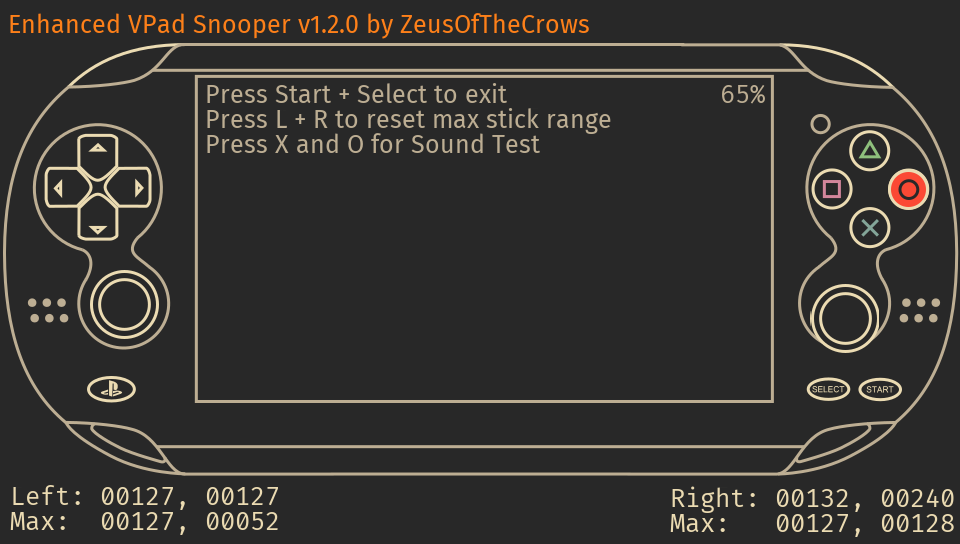 Enhanced VPad Snooper v1.2.0 by ZeusOfTheCrows
Press Start + Select to exit 65%
Press L + R to reset max stick range
Press X and O for Sound Test
SELECT START
Left: 00127, 00127 Right: 00132, 00240
Max: 00127, 00052 Max: 00127, 00128